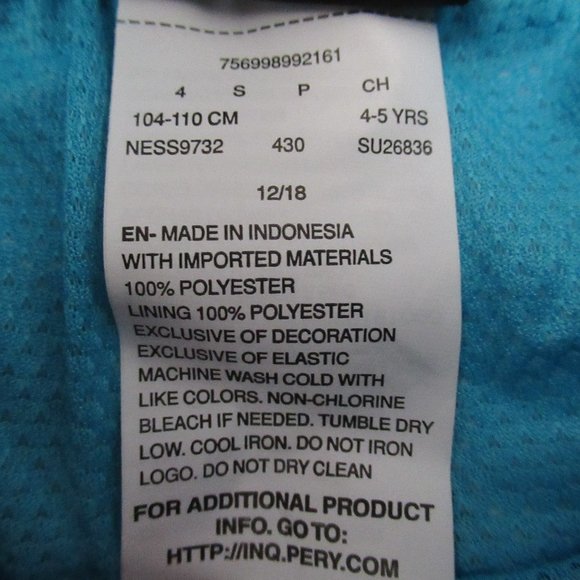 756998992161
4 S P CH
104-110 CM 4-5 YRS
NESS9732 430 SU26836
12/18
EN- MADE IN INDONESIA
WITH IMPORTED MATERIALS
100% POLYESTER
LINING 100% POLYESTER
EXCLUSIVE OF DECORATION
EXCLUSIVE OF ELASTIC
MACHINE WASH COLD WITH
LIKE COLORS. NON-CHLORINE
BLEACH IF NEEDED. TUMBLE DRY
LOW. COOL IRON. DO NOT IRON
LOGO. DO NOT DRY CLEAN
FOR ADDITIONAL PRODUCT
INFO. GO TO:
HTTP://INQ.PERY.COM